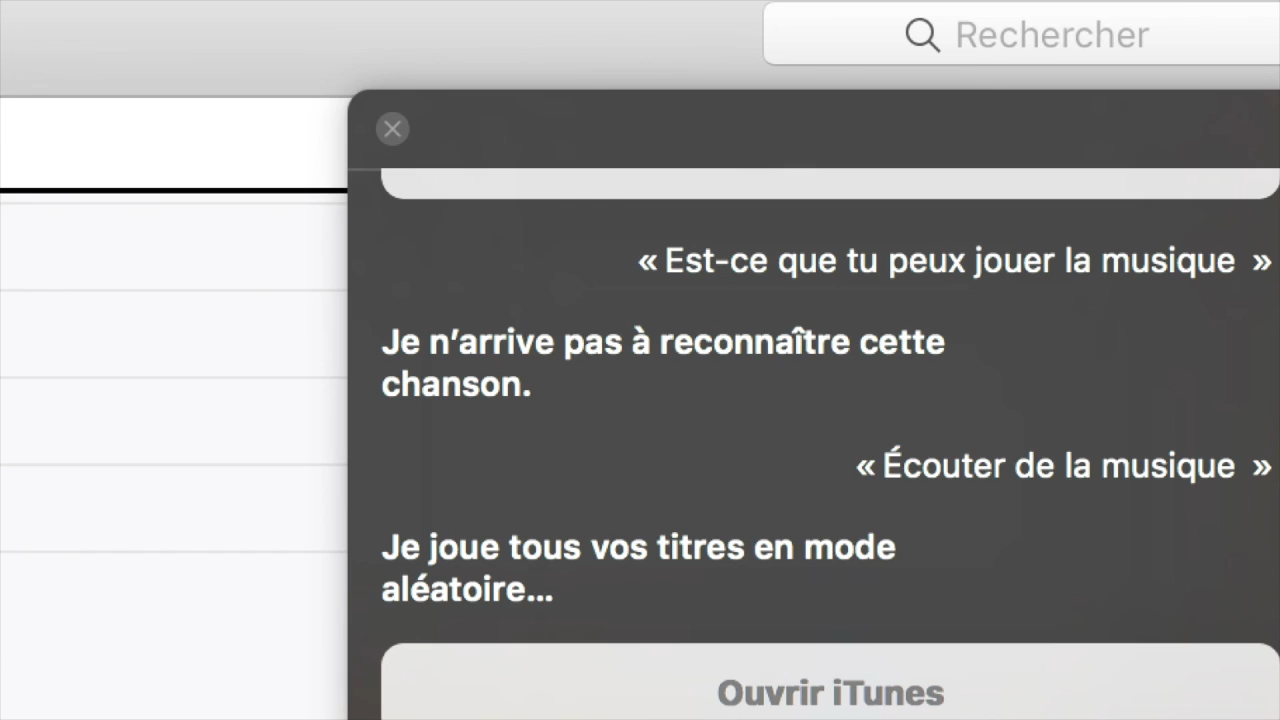 Rechercher
« Est-ce que tu peux jouer la musique »
Je n’arrive pas à reconnaître cette
chanson.
« Écouter de la musique »
Je joue tous vos titres en mode
aléatoire...
Ouvrir iTunes